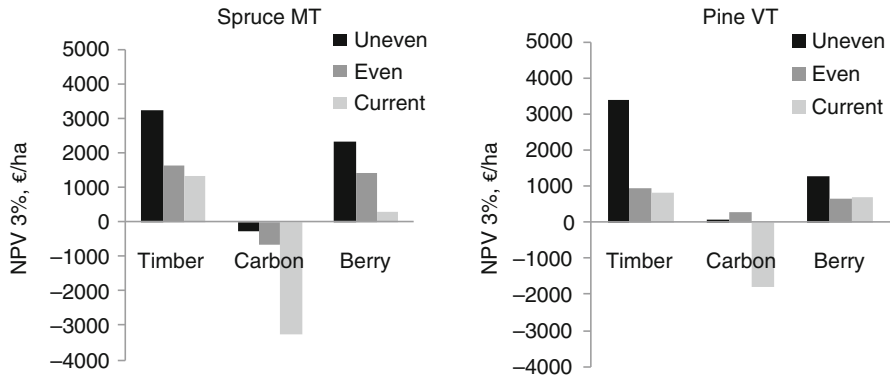 Spruce MT
Uneven
Even
Current
NPV 3%, €/ha
5000
4000
3000
2000
1000
0
−1000
−2000
−3000
−4000
Timber
Carbon
Berry
Pine VT
Uneven
Even
Current
NPV 3%, €/ha
5000
4000
3000
2000
1000
0
−1000
−2000
−3000
−4000
Timber
Carbon
Berry